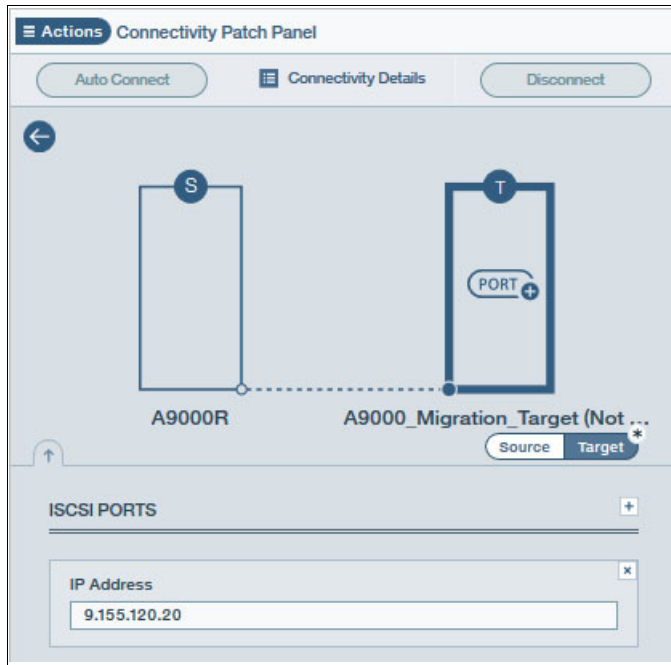 Actions Connectivity Patch Panel
Auto Connect Connectivity Details Disconnect
S T
PORT
A9000R A9000_Migration_Target (Not ...
Source Target *
ISCSI PORTS
IP Address
9.155.120.20